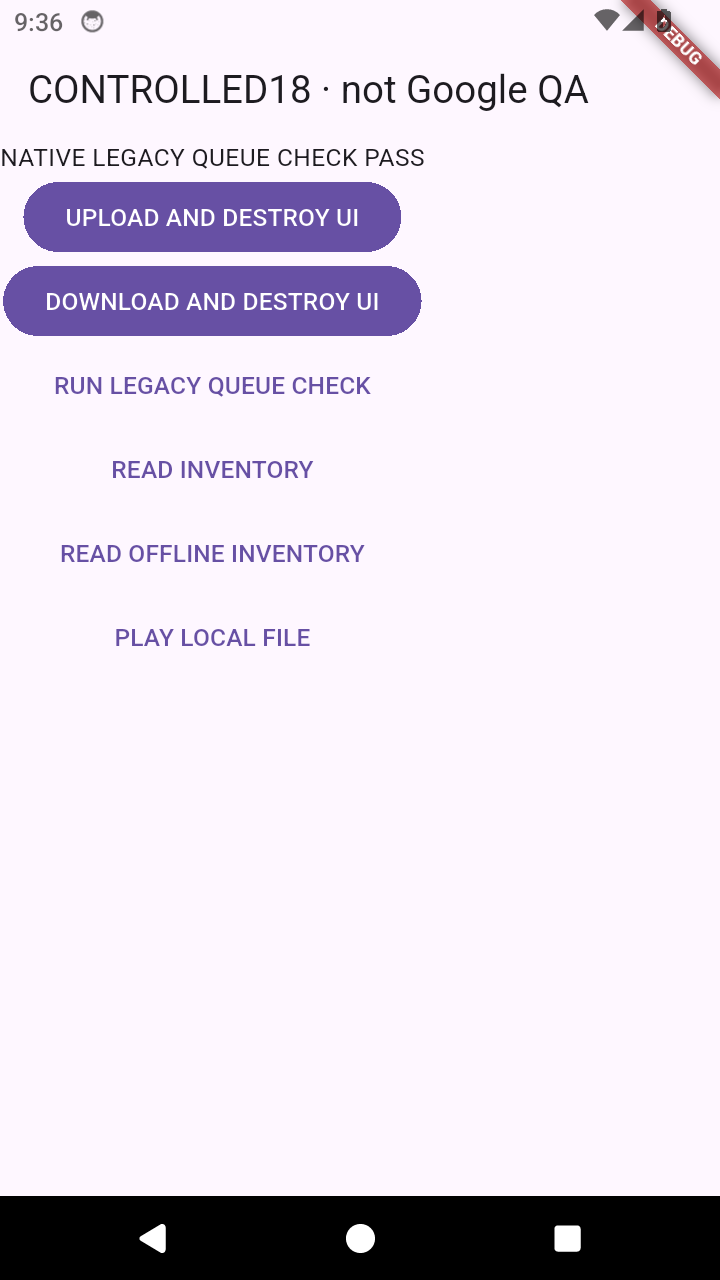 9:36
DEBUG
CONTROLLED18 · not Google QA
NATIVE LEGACY QUEUE CHECK PASS
UPLOAD AND DESTROY UI
DOWNLOAD AND DESTROY UI
RUN LEGACY QUEUE CHECK
READ INVENTORY
READ OFFLINE INVENTORY
PLAY LOCAL FILE